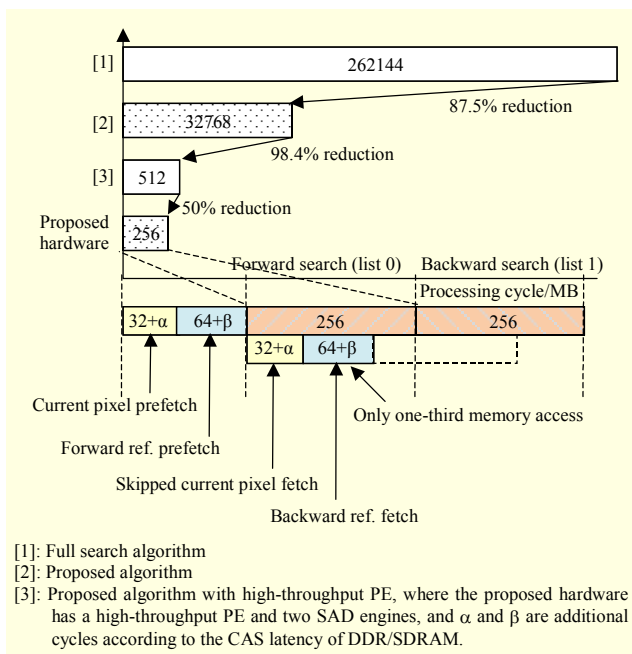 [1]
262144
87.5% reduction
[2]
32768
98.4% reduction
[3]
512
50% reduction
Proposed
hardware
256
Forward search (list 0)
Backward search (list 1)
Processing cycle/MB
32+α
64+β
256
256
32+α
64+β
Current pixel prefetch
Only one-third memory access
Forward ref. prefetch
Skipped current pixel fetch
Backward ref. fetch
[1]: Full search algorithm
[2]: Proposed algorithm
[3]: Proposed algorithm with high-throughput PE, where the proposed hardware
has a high-throughput PE and two SAD engines, and α and β are additional
cycles according to the CAS latency of DDR/SDRAM.